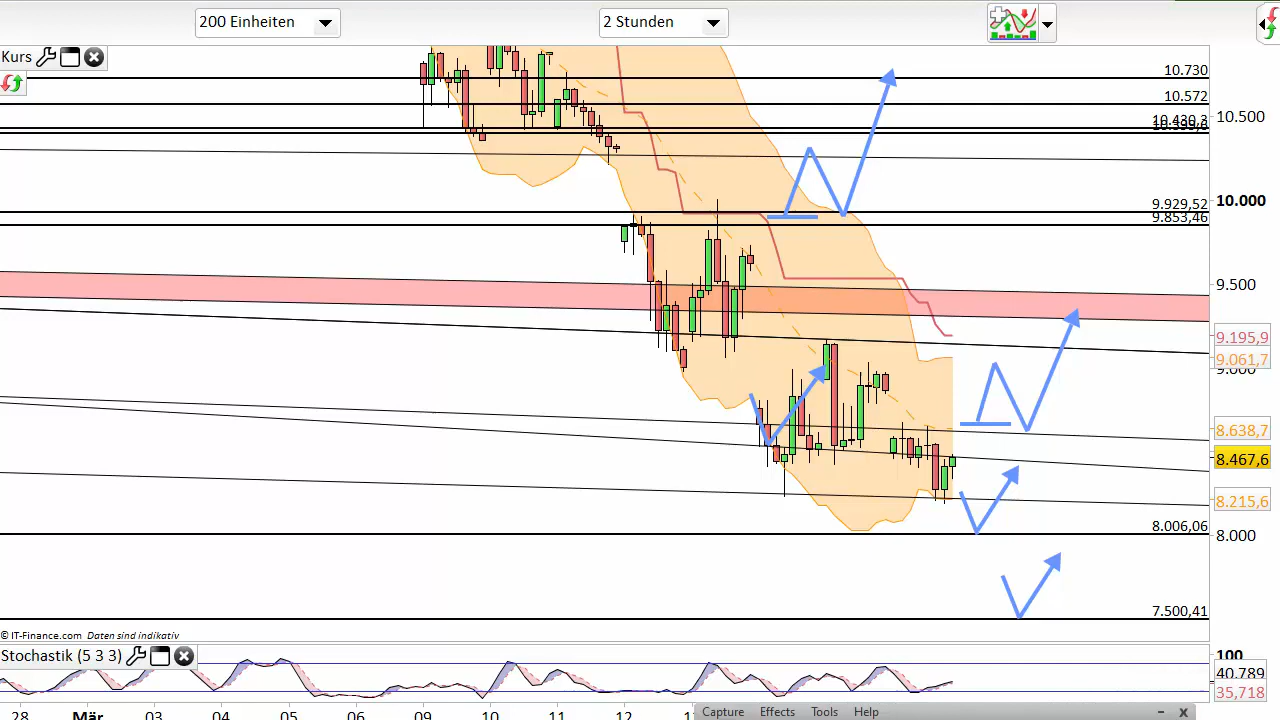 200 Einheiten
2 Stunden
Kurs
10.730
10.572
10.500
10.000
9.929,52
9.853,46
9.500
9.195,9
9.061,7
8.638,7
8.467,6
8.215,6
8.006,06
8.000
7.500,41
© IT-Finance.com Daten sind indikativ
Stochastik (5 3 3)
100
40.789
35,718
28 Mär 03 04 05 06 09 10 11 12
Capture Effects Tools Help